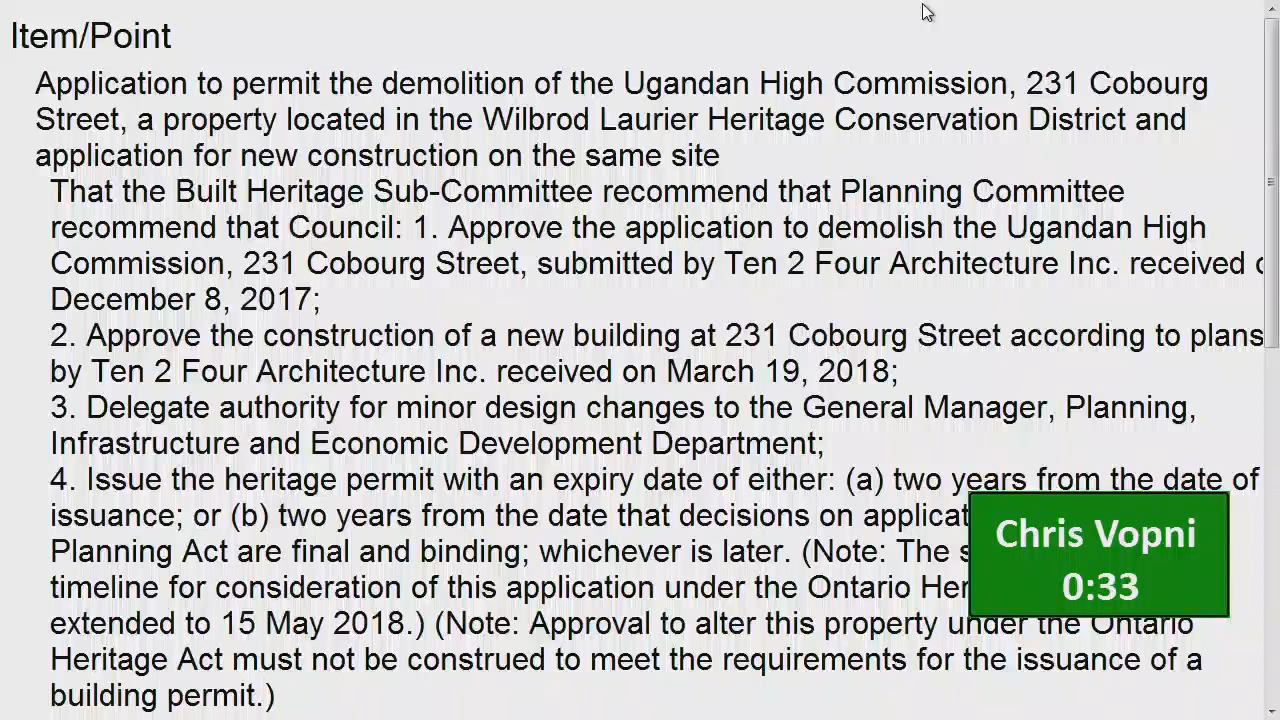 Item/Point
Application to permit the demolition of the Ugandan High Commission, 231 Cobourg
Street, a property located in the Wilbrod Laurier Heritage Conservation District and
application for new construction on the same site
That the Built Heritage Sub-Committee recommend that Planning Committee
recommend that Council: 1. Approve the application to demolish the Ugandan High
Commission, 231 Cobourg Street, submitted by Ten 2 Four Architecture Inc. received
December 8, 2017;
2. Approve the construction of a new building at 231 Cobourg Street according to plans
by Ten 2 Four Architecture Inc. received on March 19, 2018;
3. Delegate authority for minor design changes to the General Manager, Planning,
Infrastructure and Economic Development Department;
4. Issue the heritage permit with an expiry date of either: (a) two years from the date of
issuance; or (b) two years from the date that decisions on
Planning Act are final and binding; whichever is later. (Note: The
timeline for consideration of this application under the Ontario
extended to 15 May 2018.) (Note: Approval to alter this property under the Ontario
Heritage Act must not be construed to meet the requirements for the issuance of a
building permit.)
Chris Vopni
0:33